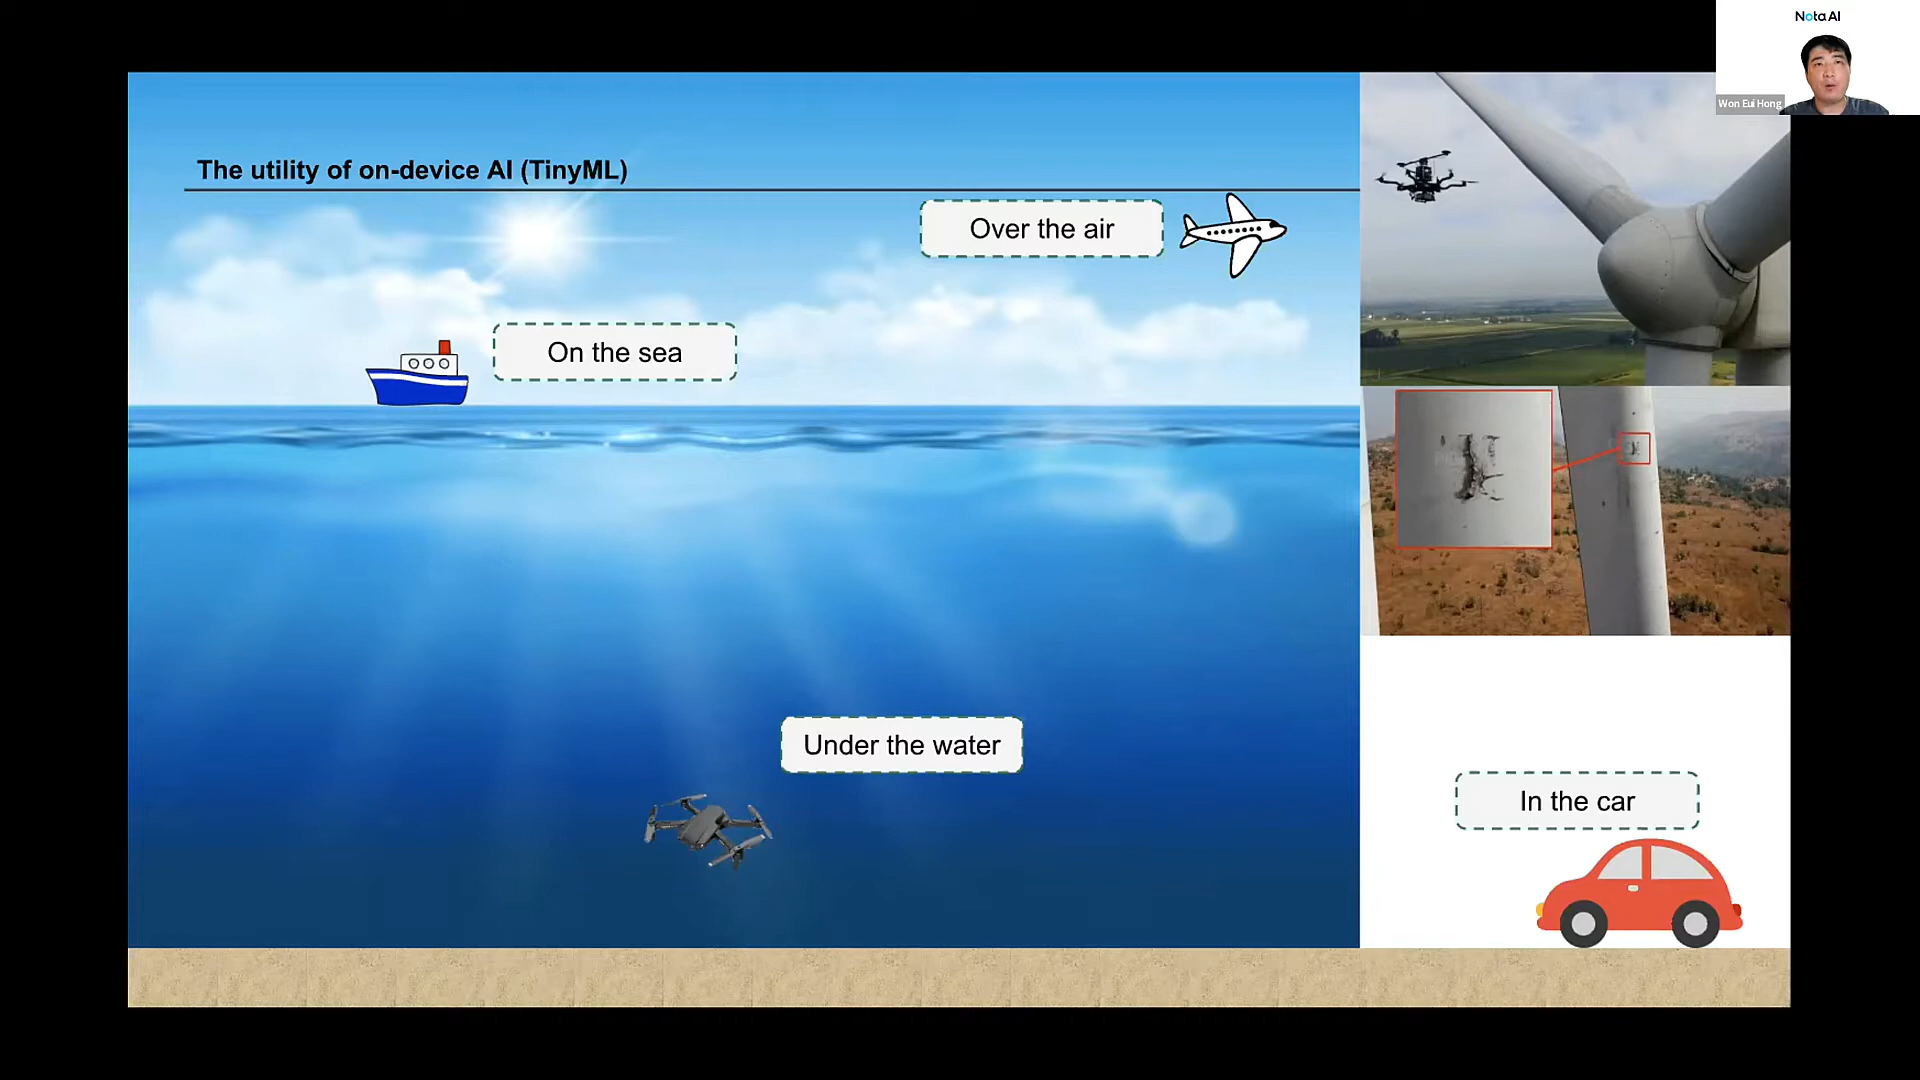 Nota AI
Won Eui Hong
The utility of on-device AI (TinyML)
Over the air
On the sea
Under the water
In the car